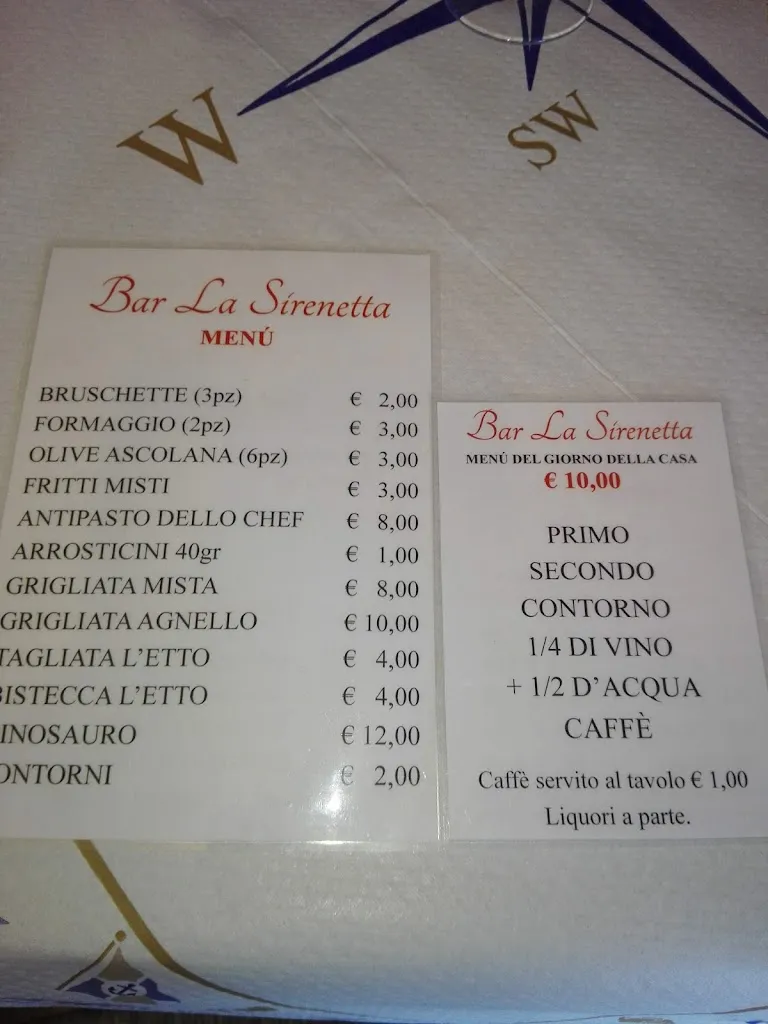 W
SW
Bar La Sirenetta
MENÚ
BRUSCHETTE (3pz) € 2,00
FORMAGGIO (2pz) € 3,00
OLIVE ASCOLANA (6pz) € 3,00
FRITTI MISTI € 3,00
ANTIPASTO DELLO CHEF € 8,00
ARROSTICINI 40gr € 1,00
GRIGLIATA MISTA € 8,00
GRIGLIATA AGNELLO € 10,00
TAGLIATA L'ETTO € 4,00
BISTECCA L'ETTO € 4,00
INOSAURO € 12,00
ONTORNI € 2,00
Bar La Sirenetta
MENÚ DEL GIORNO DELLA CASA
€ 10,00
PRIMO
SECONDO
CONTORNO
1/4 DI VINO
+ 1/2 D'ACQUA
CAFFÈ
Caffè servito al tavolo € 1,00
Liquori a parte.